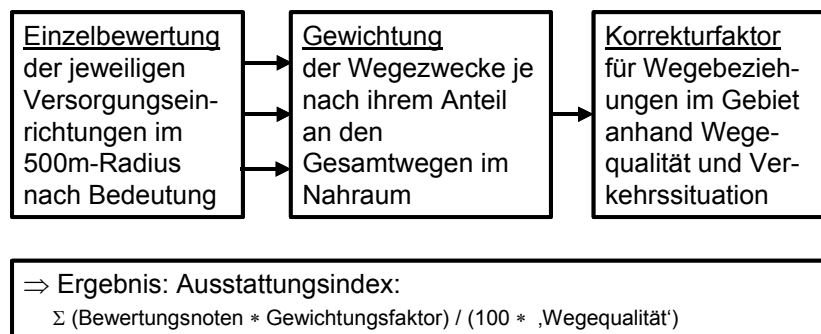 Einzelbewertung
der jeweiligen
Versorgungsein-
richtungen im
500m-Radius
nach Bedeutung
Gewichtung
der Wegezwecke je
nach ihrem Anteil
an den
Gesamtwegen im
Nahraum
Korrekturfaktor
für Wegebezieh-
ungen im Gebiet
anhand Wege-
qualität und Ver-
kehrssituation
⇒ Ergebnis: Ausstattungsindex:
Σ (Bewertungsnoten ∗ Gewichtungsfaktor) / (100 ∗ ‚Wegequalität‘)